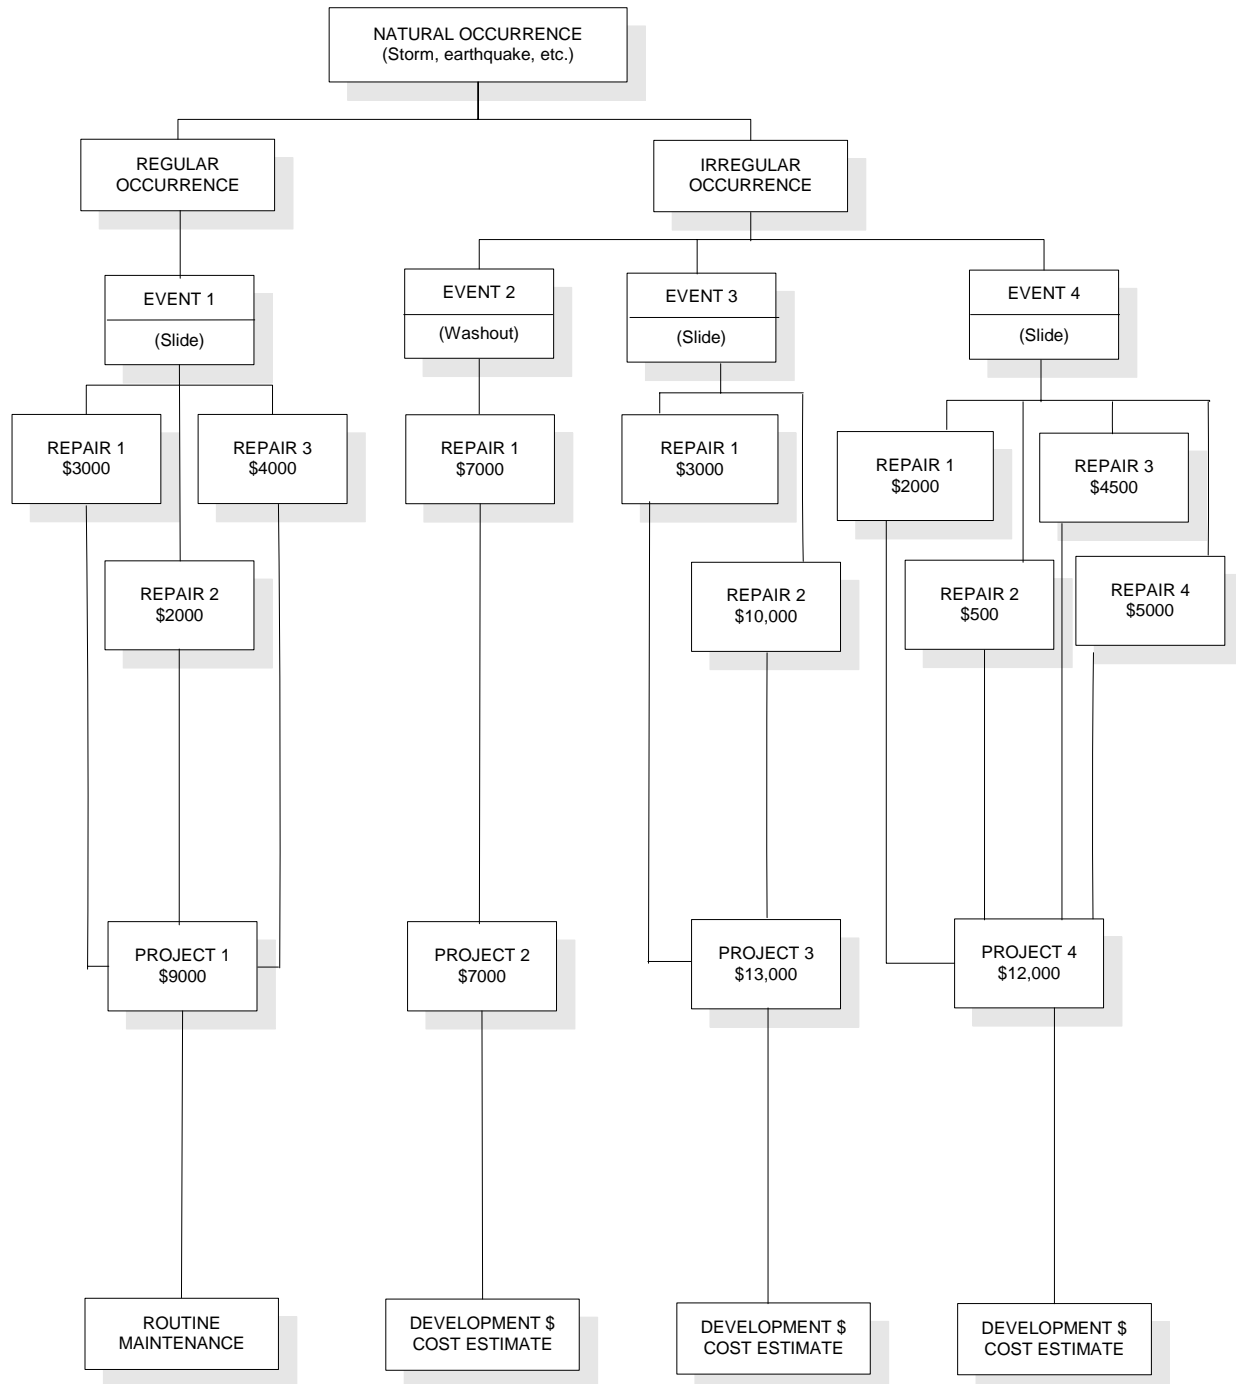 NATURAL OCCURRENCE
(Storm, earthquake, etc.)
REGULAR
OCCURRENCE
IRREGULAR
OCCURRENCE
EVENT 1
(Slide)
EVENT 2
(Washout)
EVENT 3
(Slide)
EVENT 4
(Slide)
REPAIR 1
$3000
REPAIR 3
$4000
REPAIR 2
$2000
REPAIR 1
$7000
REPAIR 1
$3000
REPAIR 2
$10,000
REPAIR 1
$2000
REPAIR 3
$4500
REPAIR 2
$500
REPAIR 4
$5000
PROJECT 1
$9000
PROJECT 2
$7000
PROJECT 3
$13,000
PROJECT 4
$12,000
ROUTINE
MAINTENANCE
DEVELOPMENT $
COST ESTIMATE
DEVELOPMENT $
COST ESTIMATE
DEVELOPMENT $
COST ESTIMATE